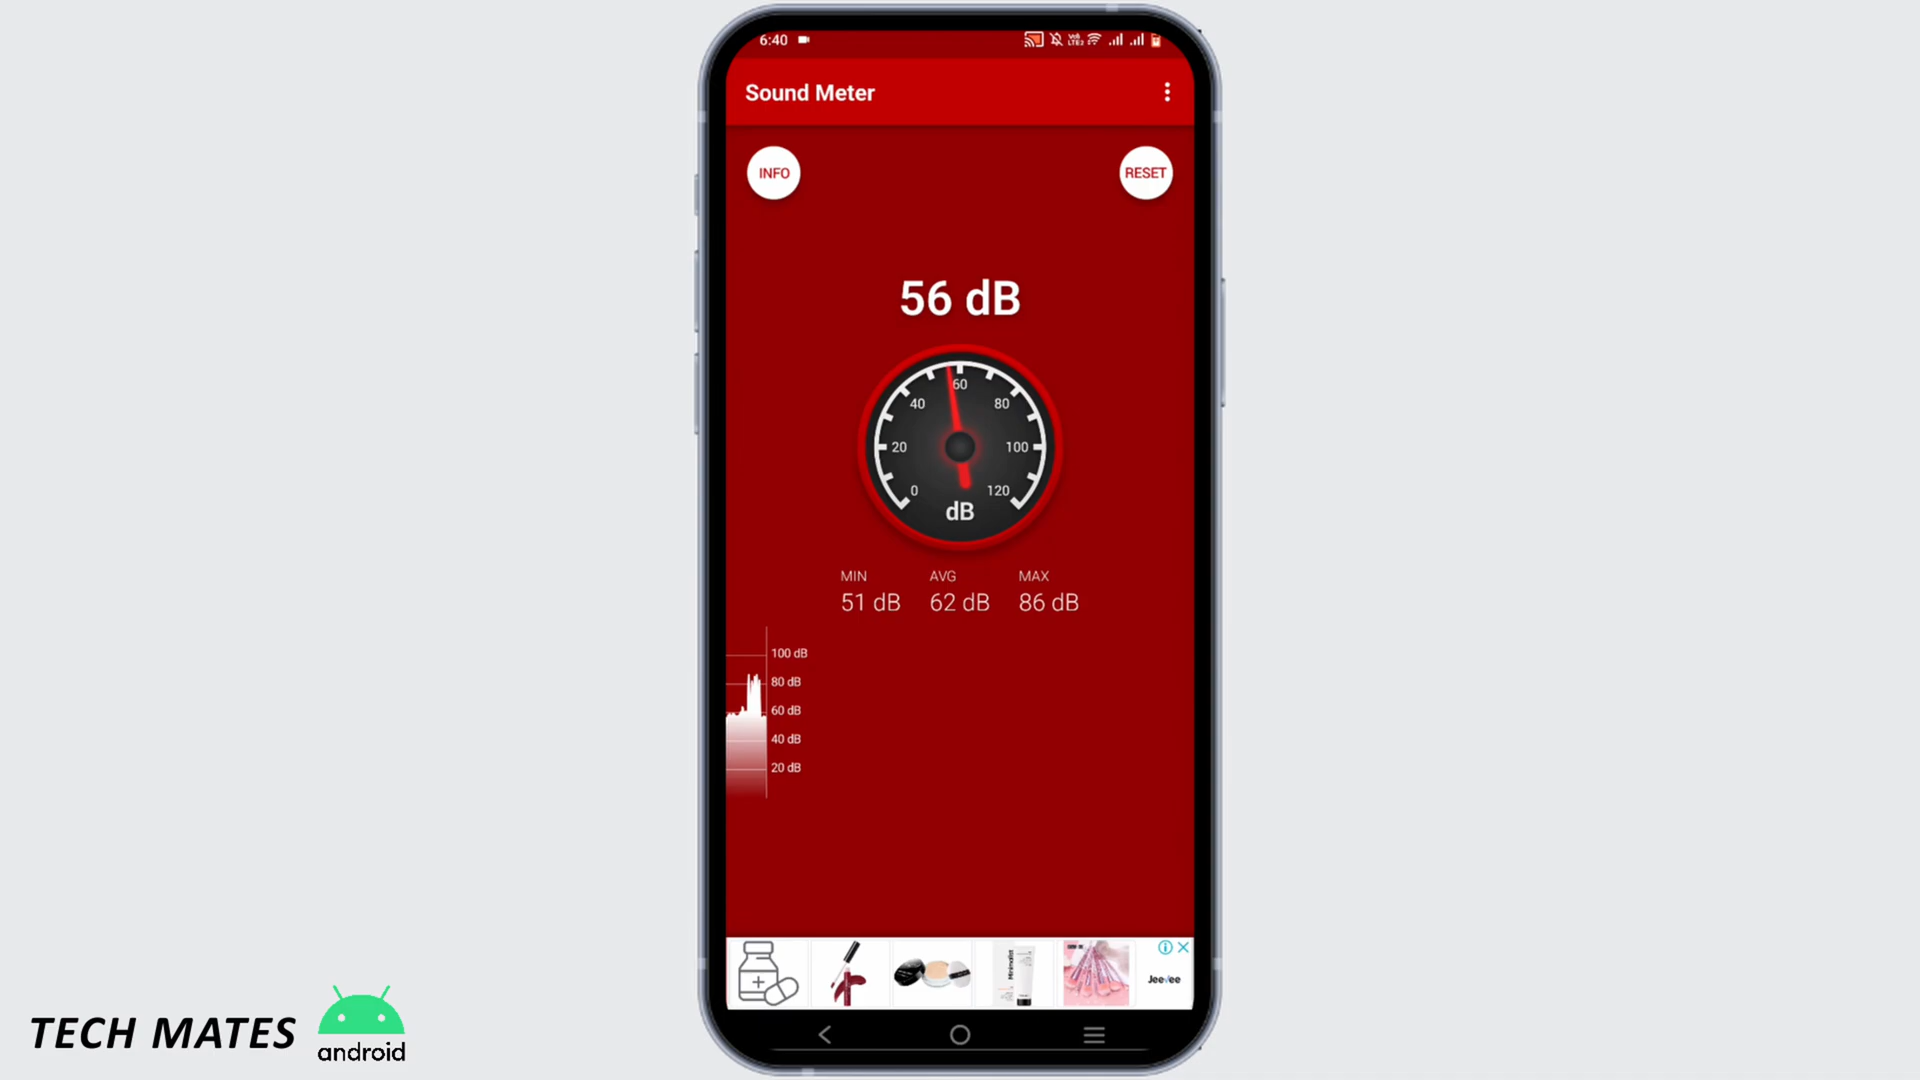 6:40
Sound Meter
INFO
RESET
56 dB
60
40
80
20
100
0
120
dB
MIN AVG MAX
51 dB 62 dB 86 dB
100 dB
80 dB
60 dB
40 dB
20 dB
Minimalist
Jeevee
TECH MATES
android